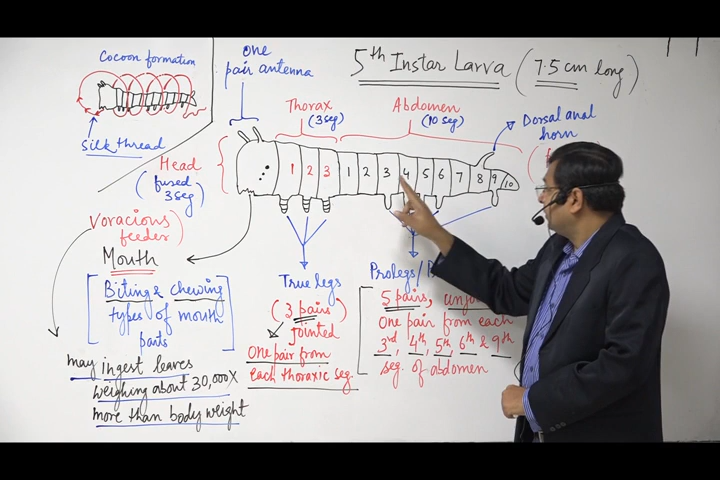 Cocoon formation
silk thread
one
pair antenna
5th Instar Larva (7.5 cm long)
Thorax
(3 seg)
Abdomen
(10 seg)
Dorsal anal
horn
Head
(fused
3 seg)
1 2 3 1 2 3 4 5 6 7 8 9 10
Voracious
feeder
Mouth
[Biting & chewing
types of mouth
parts]
may ingest leaves
weighing about 30,000X
more than body weight
True legs
(3 pairs)
jointed
One pair from
each thoracic seg.
Prolegs/
5 pairs,
One pair from each
3rd, 4th, 5th, 6th & 9th
seg. of abdomen